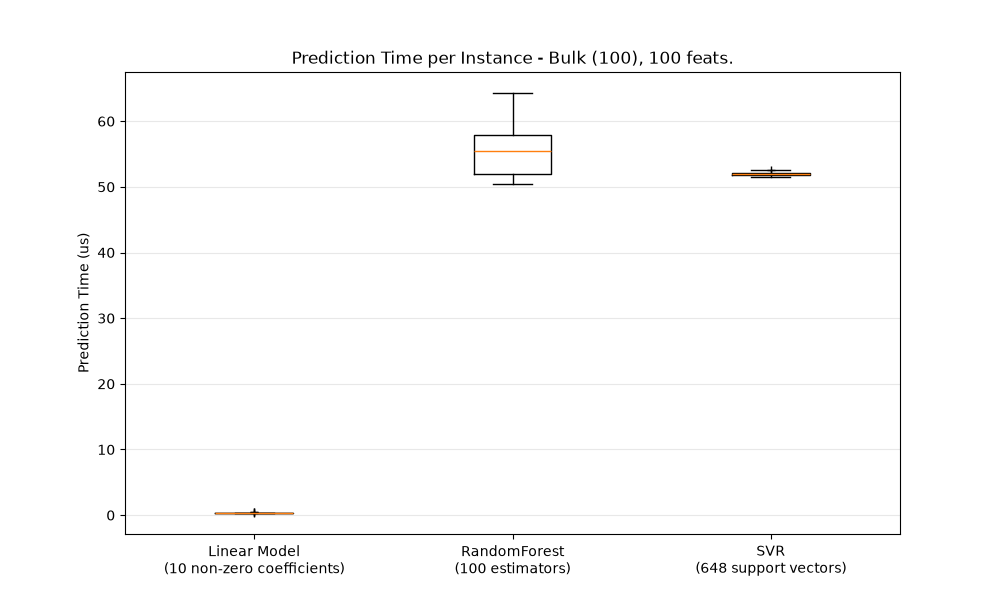 Prediction Time per Instance - Bulk (100), 100 feats.
Prediction Time (us)
60
50
40
30
20
10
0
Linear Model
(10 non-zero coefficients)
RandomForest
(100 estimators)
SVR
(648 support vectors)